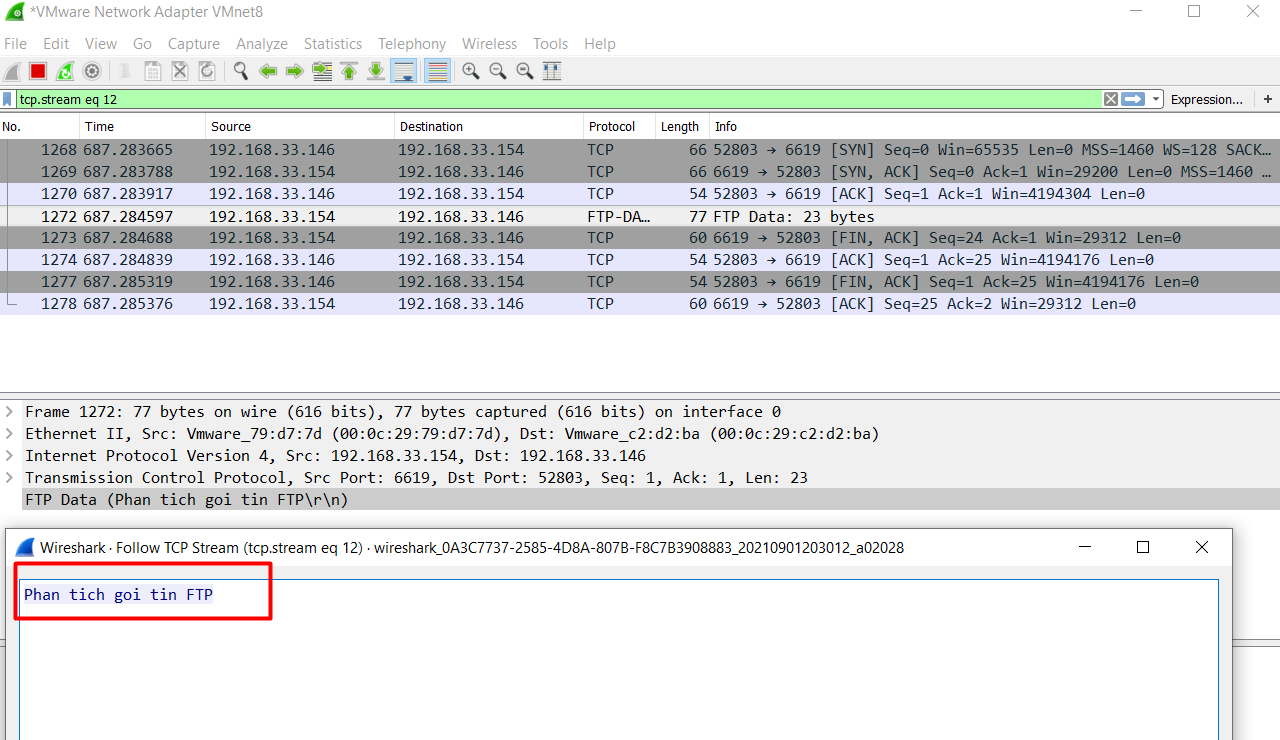 *VMware Network Adapter VMnet8
File Edit View Go Capture Analyze Statistics Telephony Wireless Tools Help
tcp.stream eq 12 Expression... +
No. Time Source Destination Protocol Length Info
1268 687.283665 192.168.33.146 192.168.33.154 TCP 66 52803 → 6619 [SYN] Seq=0 Win=65535 Len=0 MSS=1460 WS=128 SACK…
1269 687.283788 192.168.33.154 192.168.33.146 TCP 66 6619 → 52803 [SYN, ACK] Seq=0 Ack=1 Win=29200 Len=0 MSS=1460 …
1270 687.283917 192.168.33.146 192.168.33.154 TCP 54 52803 → 6619 [ACK] Seq=1 Ack=1 Win=4194304 Len=0
1272 687.284597 192.168.33.154 192.168.33.146 FTP-DA… 77 FTP Data: 23 bytes
1273 687.284688 192.168.33.154 192.168.33.146 TCP 60 6619 → 52803 [FIN, ACK] Seq=24 Ack=1 Win=29312 Len=0
1274 687.284839 192.168.33.146 192.168.33.154 TCP 54 52803 → 6619 [ACK] Seq=1 Ack=25 Win=4194176 Len=0
1277 687.285319 192.168.33.146 192.168.33.154 TCP 54 52803 → 6619 [FIN, ACK] Seq=1 Ack=25 Win=4194176 Len=0
1278 687.285376 192.168.33.154 192.168.33.146 TCP 60 6619 → 52803 [ACK] Seq=25 Ack=2 Win=29312 Len=0
Frame 1272: 77 bytes on wire (616 bits), 77 bytes captured (616 bits) on interface 0
Ethernet II, Src: Vmware_79:d7:7d (00:0c:29:79:d7:7d), Dst: Vmware_c2:d2:ba (00:0c:29:c2:d2:ba)
Internet Protocol Version 4, Src: 192.168.33.154, Dst: 192.168.33.146
Transmission Control Protocol, Src Port: 6619, Dst Port: 52803, Seq: 1, Ack: 1, Len: 23
FTP Data (Phan tich goi tin FTP\r\n)
Wireshark · Follow TCP Stream (tcp.stream eq 12) · wireshark_0A3C7737-2585-4D8A-807B-F8C7B3908883_20210901203012_a02028
Phan tich goi tin FTP